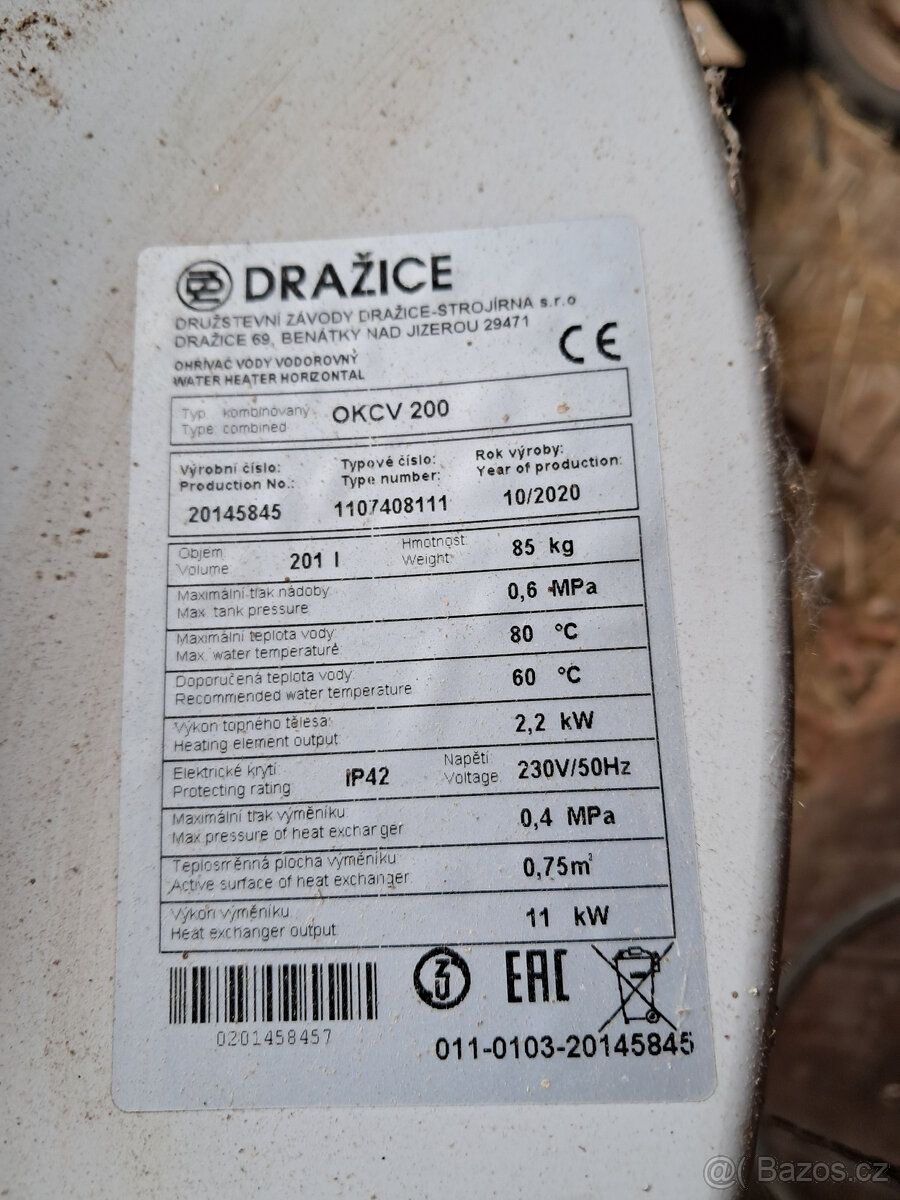 DRAŽICE
DRUŽSTEVNÍ ZÁVODY DRAŽICE-STROJÍRNA s.r.o
DRAŽICE 69, BENÁTKY NAD JIZEROU 29471
CE
OHŘÍVAČ VODY VODOROVNÝ
WATER HEATER HORIZONTAL
Typ kombinovaný
Type: combined
OKCV 200
Výrobní číslo:
Production No.:
20145845
Typové číslo:
Type number:
1107408111
Rok výroby:
Year of production:
10/2020
Objem:
Volume:
201 l
Hmotnost:
Weight:
85 kg
Maximální tlak nádoby:
Max. tank pressure
0,6 MPa
Maximální teplota vody:
Max. water temperature
80 °C
Doporučená teplota vody:
Recommended water temperature
60 °C
Výkon topného tělesa:
Heating element output
2,2 kW
Elektrické krytí:
Protecting rating:
IP42
Napětí:
Voltage
230V/50Hz
Maximální tlak výměníku:
Max pressure of heat exchanger
0,4 MPa
Teplosměnná plocha výměníku:
Active surface of heat exchanger:
0,75m²
Výkon výměníku:
Heat exchanger output:
11 kW
0201458457
EAC
011-0103-20145845
@( Bazos.cz